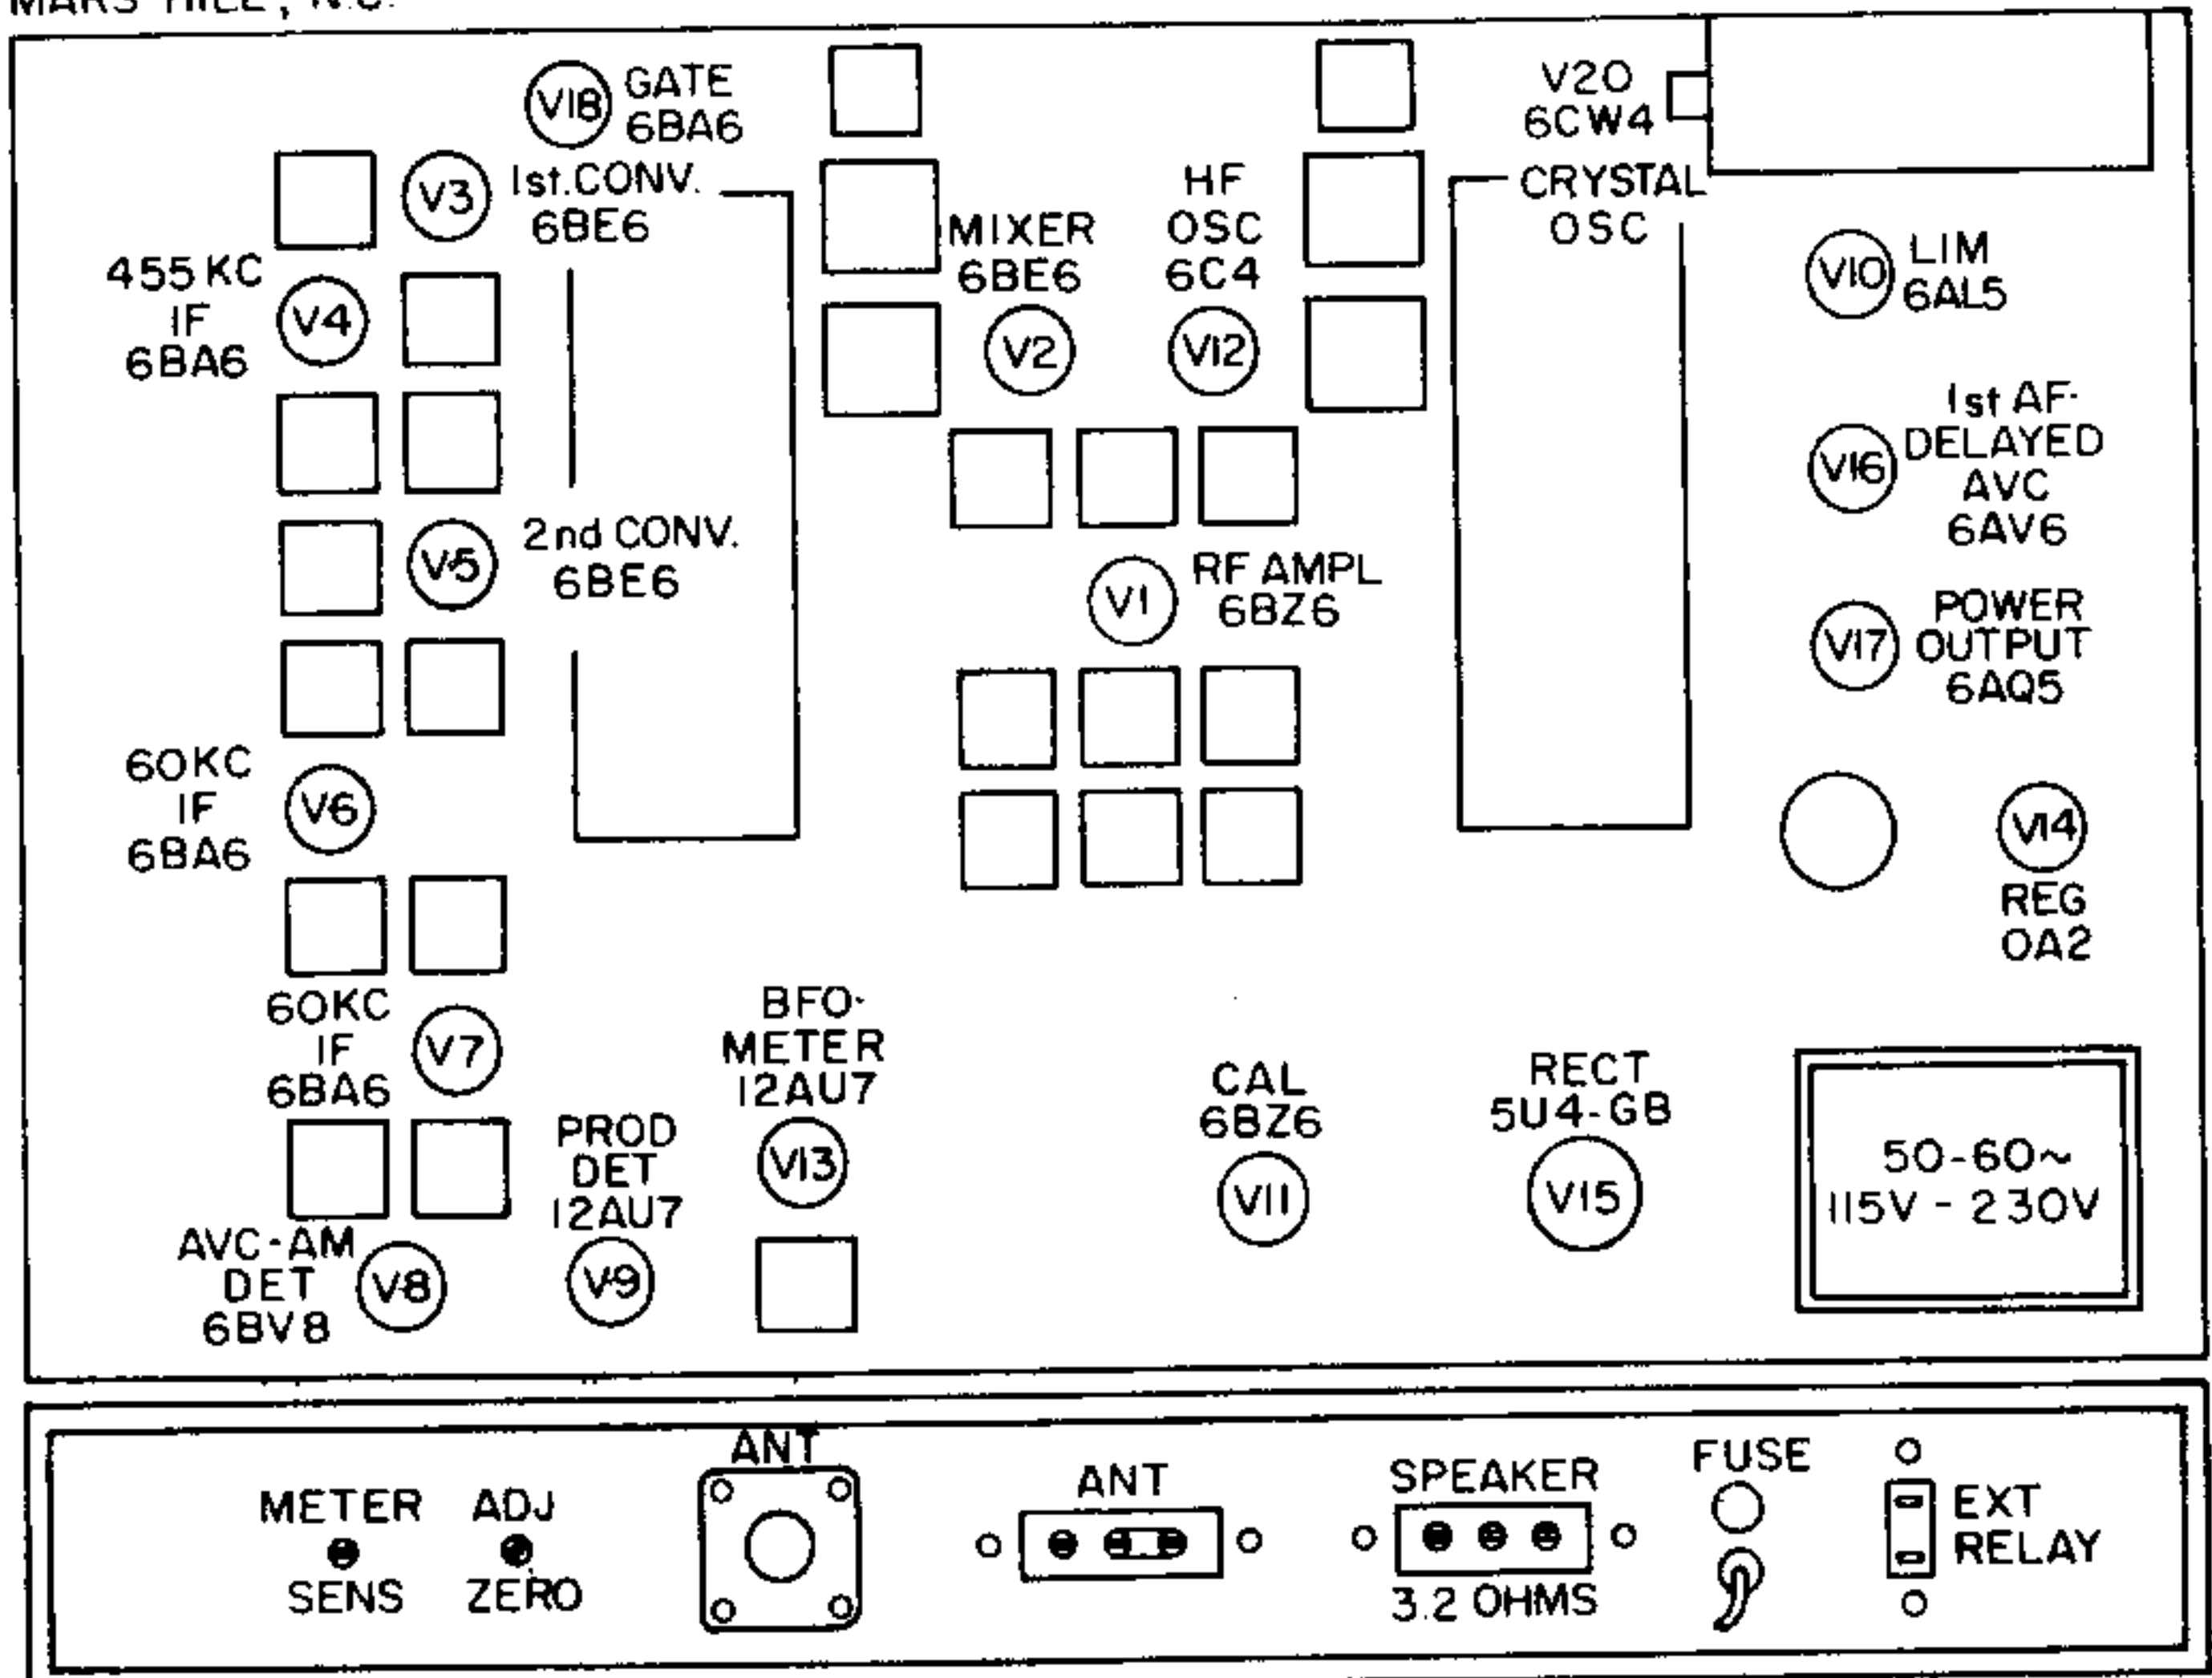 MARS HILL, N.C.
V18
GATE
6BA6
V20
6CW4
V3
1st.CONV.
6BE6
HF
OSC
6C4
CRYSTAL
OSC
MIXER
6BE6
V10
LIM
6AL5
455 KC
IF
6BA6
V4
V2
V12
1st AF-
DELAYED
AVC
6AV6
V16
V5
2nd CONV.
6BE6
V1
RF AMPL
6BZ6
V17
POWER
OUTPUT
6AQ5
60KC
IF
6BA6
V6
V14
REG
OA2
60KC
IF
6BA6
V7
BFO-
METER
12AU7
V13
CAL
6BZ6
V11
RECT
5U4-GB
V15
50-60~
115V - 230V
PROD
DET
12AU7
V9
AVC-AM
DET
6BV8
V8
METER
SENS
ADJ
ZERO
ANT
ANT
SPEAKER
3.2 OHMS
FUSE
EXT
RELAY